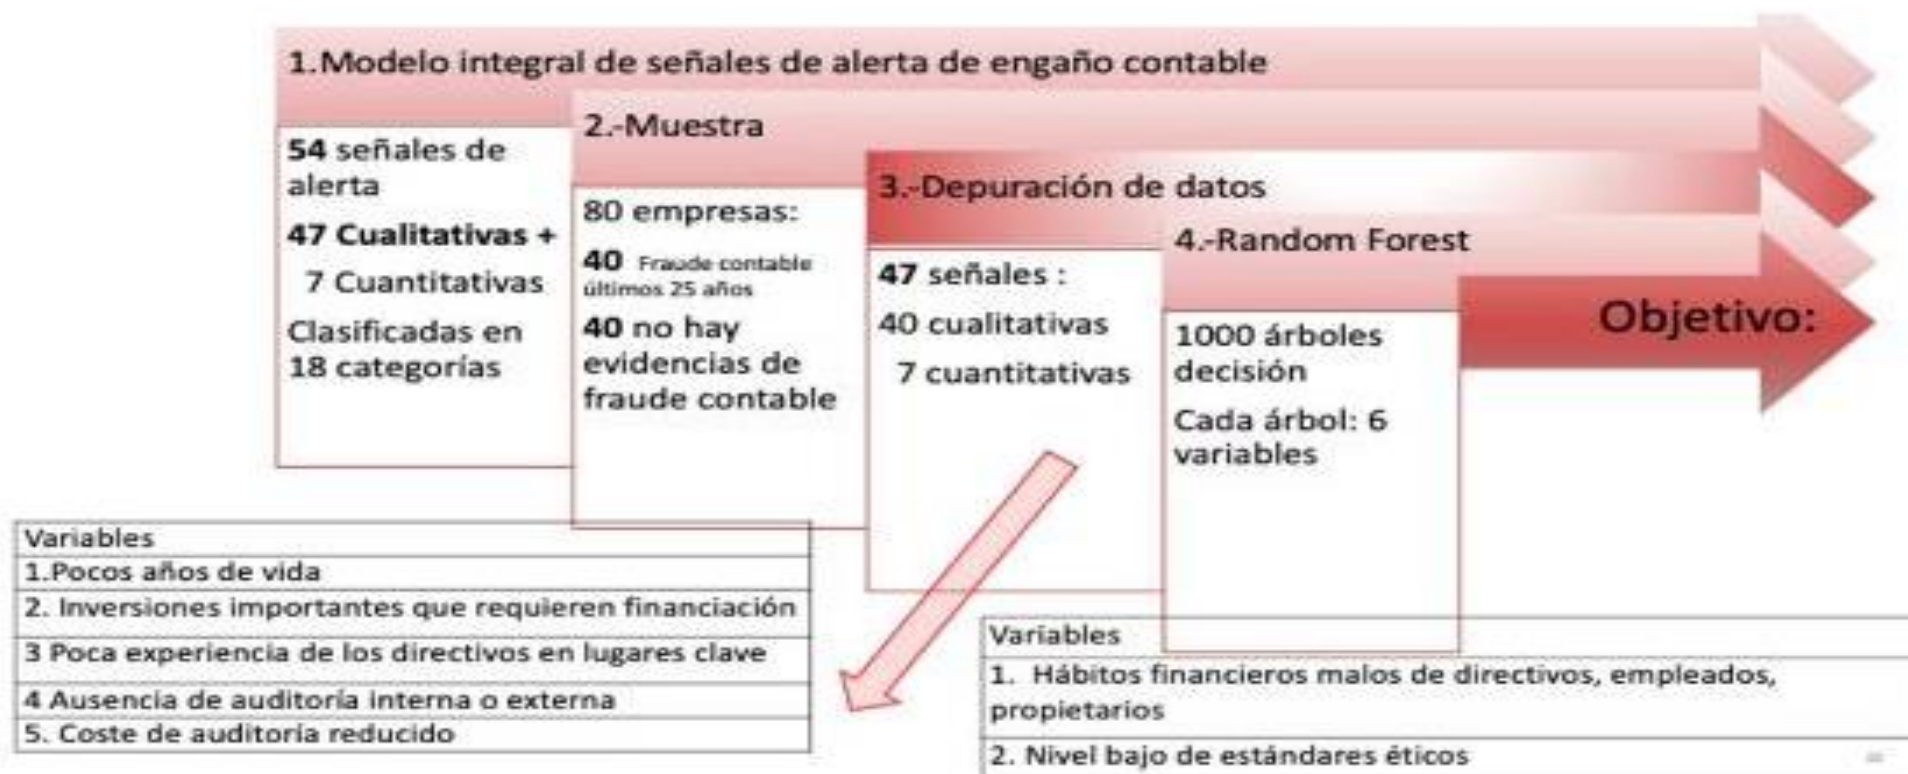 1.Modelo integral de señales de alerta de engaño contable
54 señales de
alerta
47 Cualitativas +
7 Cuantitativas
Clasificadas en
18 categorías
2.-Muestra
80 empresas:
40 Fraude contable
últimos 25 años
40 no hay
evidencias de
fraude contable
3.-Depuración de datos
47 señales :
40 cualitativas
7 cuantitativas
4.-Random Forest
1000 árboles
decisión
Cada árbol: 6
variables
Objetivo:
Variables
1.Pocos años de vida
2. Inversiones importantes que requieren financiación
3 Poca experiencia de los directivos en lugares clave
4 Ausencia de auditoría interna o externa
5. Coste de auditoría reducido
Variables
1. Hábitos financieros malos de directivos, empleados,
propietarios
2. Nivel bajo de estándares éticos